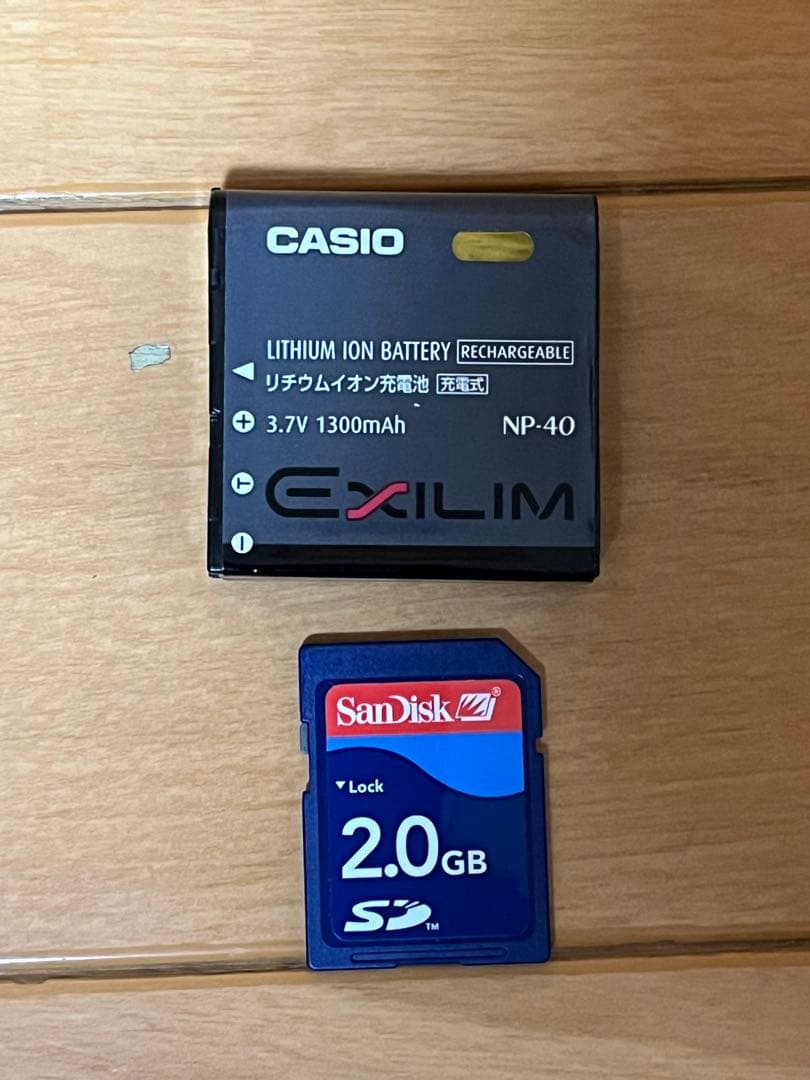 CASIO
LITHIUM ION BATTERY RECHARGEABLE
リチウムイオン充電池 充電式
+ 3.7V 1300mAh NP-40
T
EXILIM
−
SanDisk ®
Lock
2.0GB
SD TM